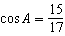 cos A = 15/17